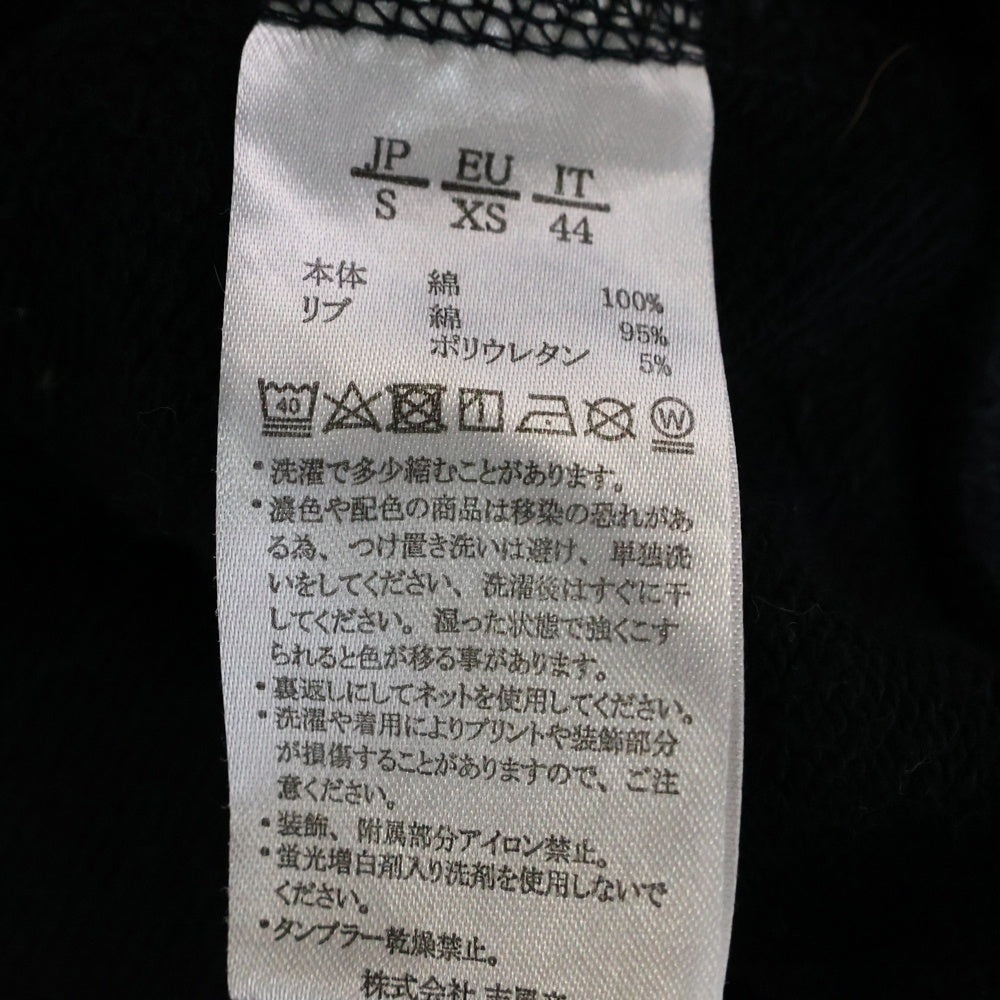 JP EU IT
S XS 44
本体 綿 100%
リブ 綿 95%
ポリウレタン 5%
40 W
・洗濯で多少縮むことがあります。
・濃色や配色の商品は移染の恐れがあ
る為、つけ置き洗いは避け、単独洗
いをしてください、洗濯後はすぐに干
してください。湿った状態で強くこす
られると色が移る事があります。
・裏返しにしてネットを使用してください。
・洗濯や着用によりプリントや装飾部分
が損傷することがありますので、ご注
意ください。
・装飾、附属部分アイロン禁止。
・蛍光増白剤入り洗剤を使用しないで
ください。
・タンブラー乾燥禁止。
株式会社